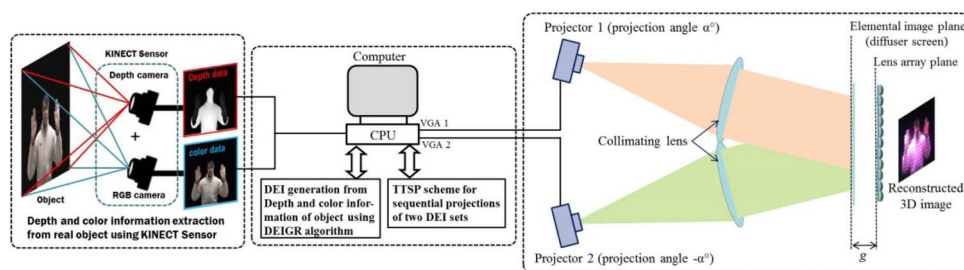 KINECT Sensor
Depth camera
Depth data
+
color data
Object
RGB camera
Depth and color information extraction
from real object using KINECT Sensor
Computer
CPU
VGA 1
VGA 2
DEI generation from
Depth and color infor-
mation of object using
DEIGR algorithm
TTSP scheme for
sequential projections
of two DEI sets
Projector 1 (projection angle α°)
Collimating lens
Projector 2 (projection angle -α°)
Elemental image plane
(diffuser screen)
Lens array plane
Reconstructed
3D image
g